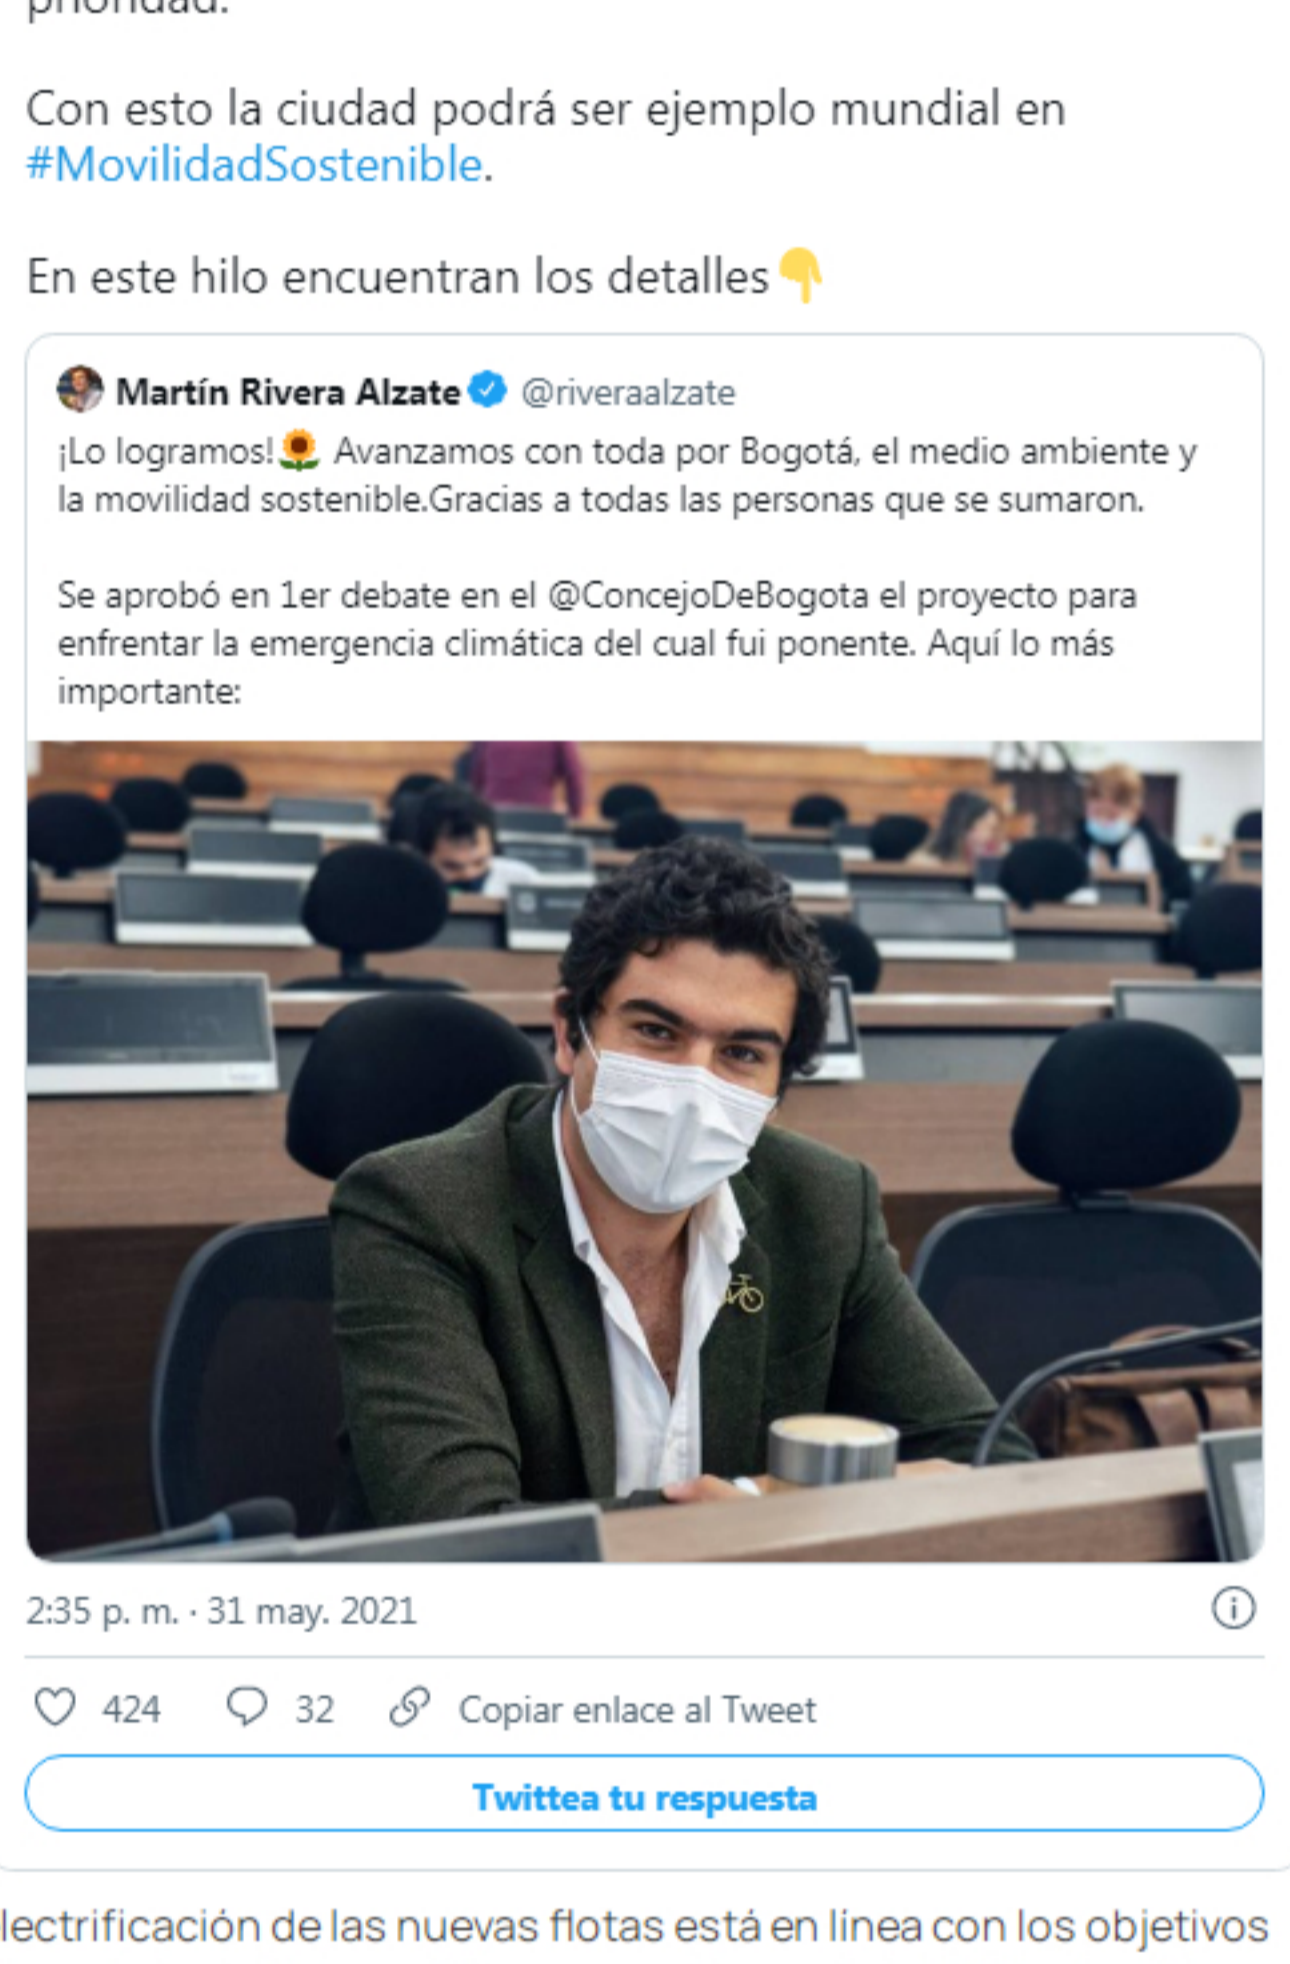 prioridad.
Con esto la ciudad podrá ser ejemplo mundial en
#MovilidadSostenible.
En este hilo encuentran los detalles👇
Martín Rivera Alzate @riveraalzate
¡Lo logramos!🌻 Avanzamos con toda por Bogotá, el medio ambiente y
la movilidad sostenible.Gracias a todas las personas que se sumaron.
Se aprobó en 1er debate en el @ConcejoDeBogota el proyecto para
enfrentar la emergencia climática del cual fui ponente. Aquí lo más
importante:
2:35 p. m. · 31 may. 2021
424 32 Copiar enlace al Tweet
Twittea tu respuesta
lectrificación de las nuevas flotas está en línea con los objetivos